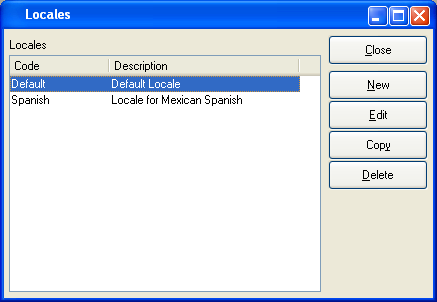 Locales
Locales
Code Description
Default Default Locale
Spanish Locale for Mexican Spanish
Close
New
Edit
Copy
Delete